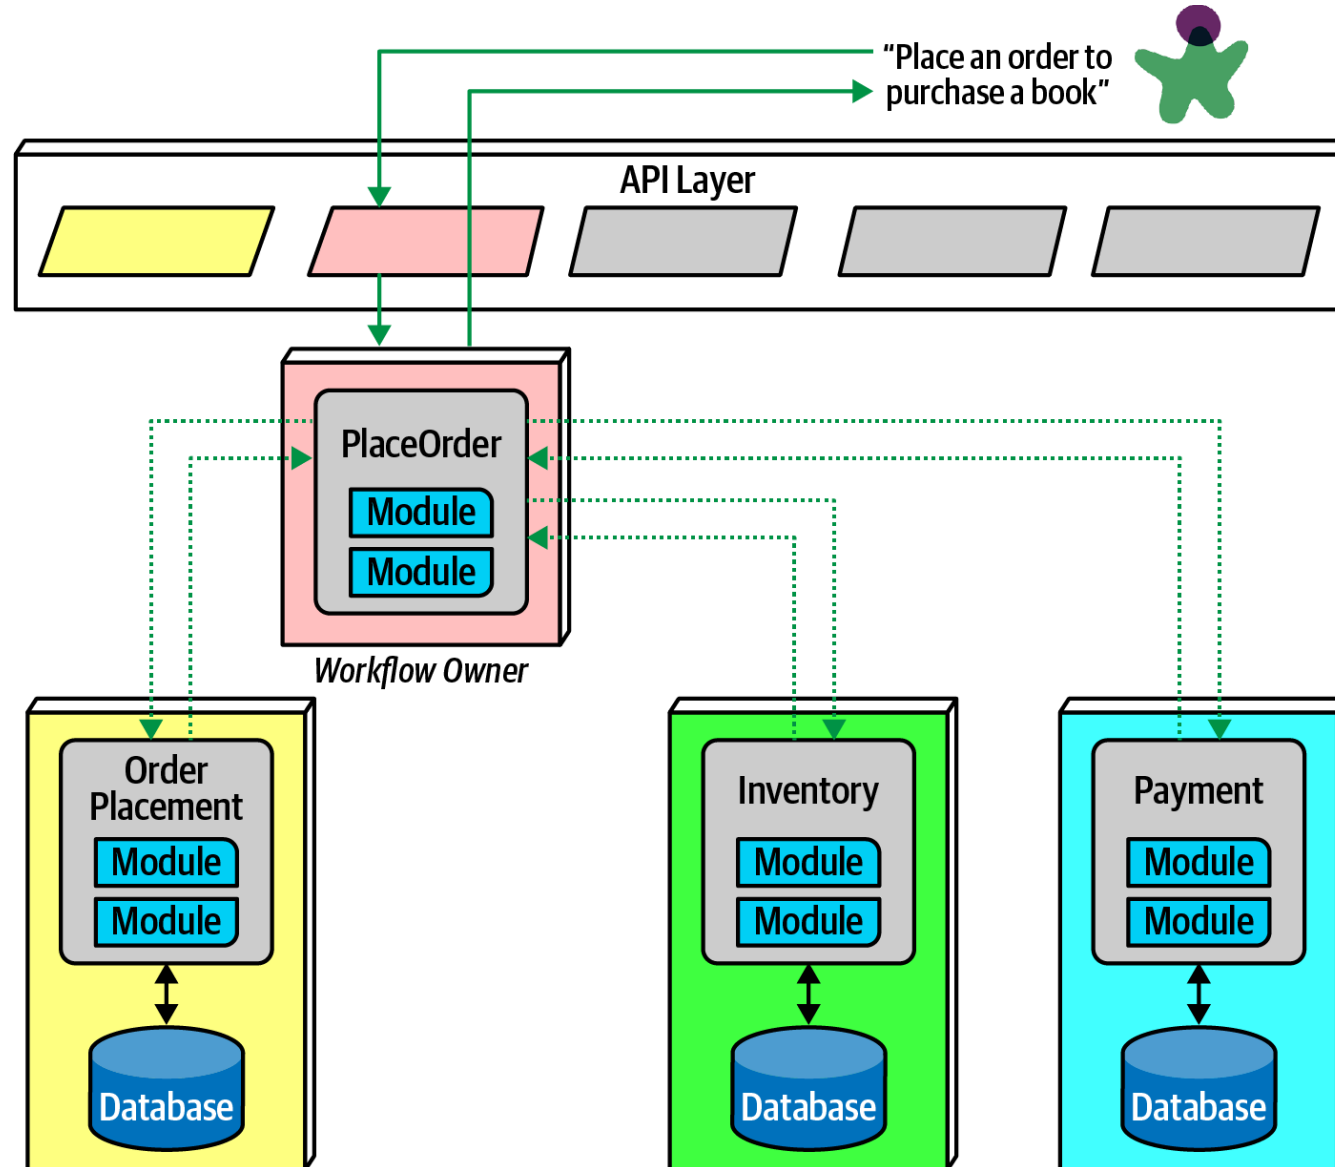 “Place an order to
purchase a book”
API Layer
PlaceOrder
Module
Module
Workflow Owner
Order
Placement
Module
Module
Database
Inventory
Module
Module
Database
Payment
Module
Module
Database